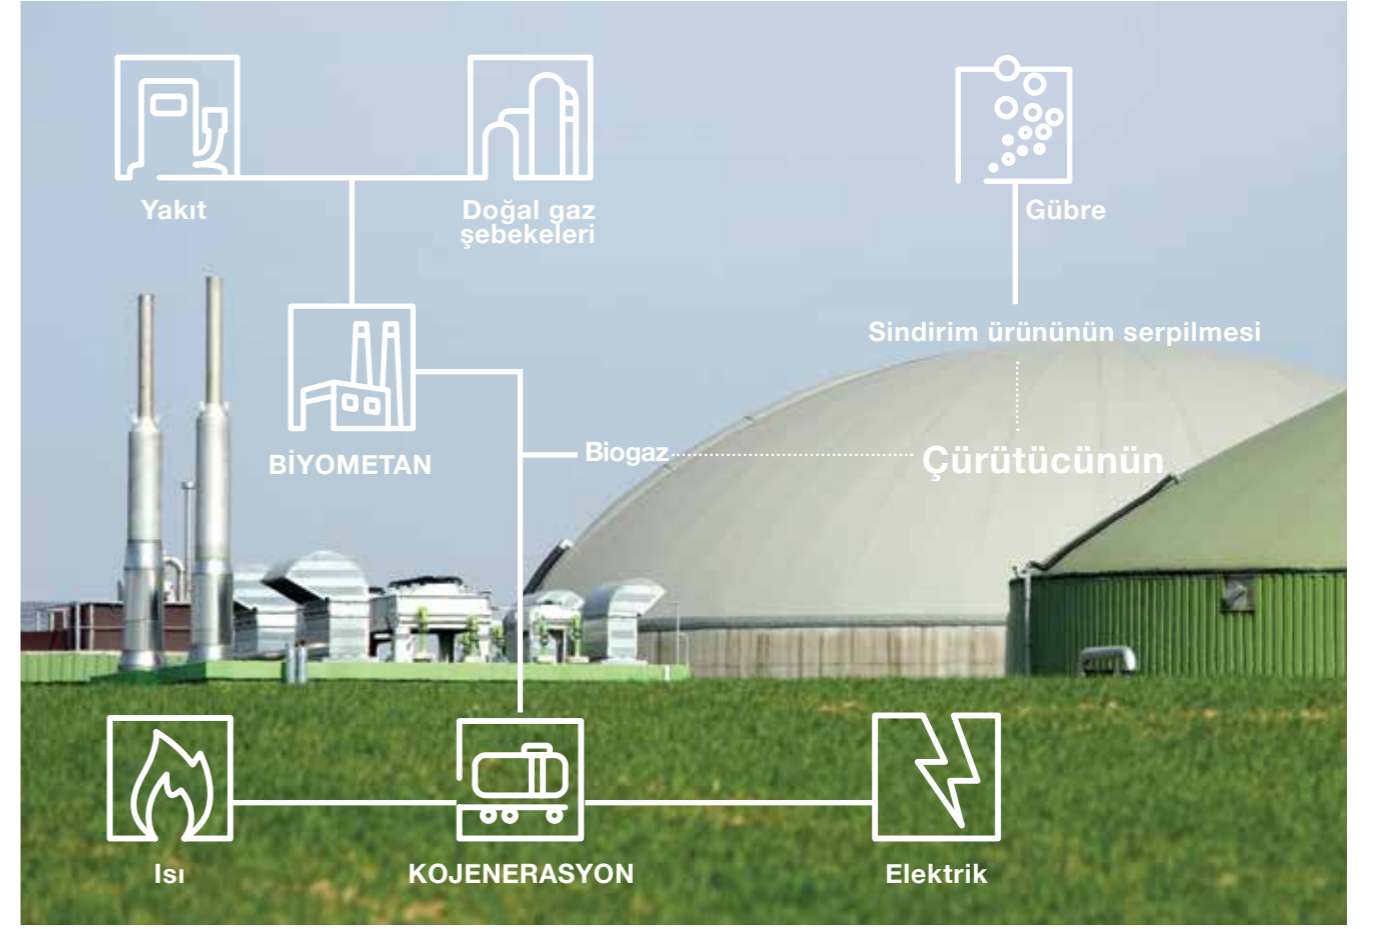 Yakıt
Doğal gaz
şebekeleri
Gübre
Sindirim ürününün serpilmesi
BİYOMETAN
Biogaz
Çürütücünün
Isı
KOJENERASYON
Elektrik